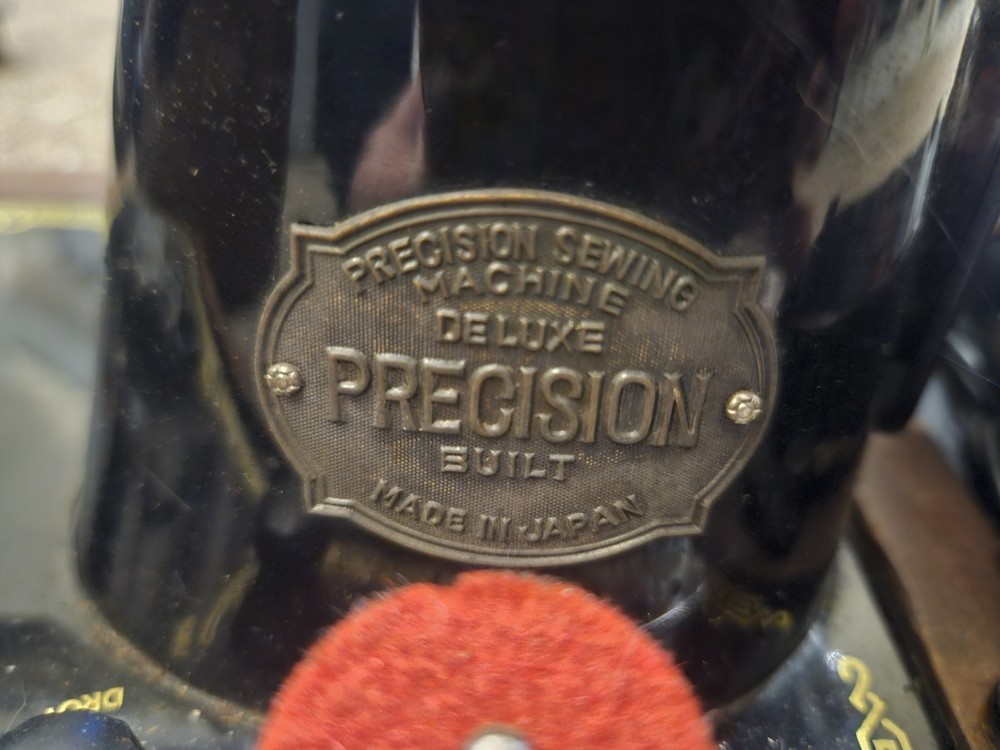 PRECISION SEWING
MACHINE
DELUXE
PRECISION
BUILT
MADE IN JAPAN